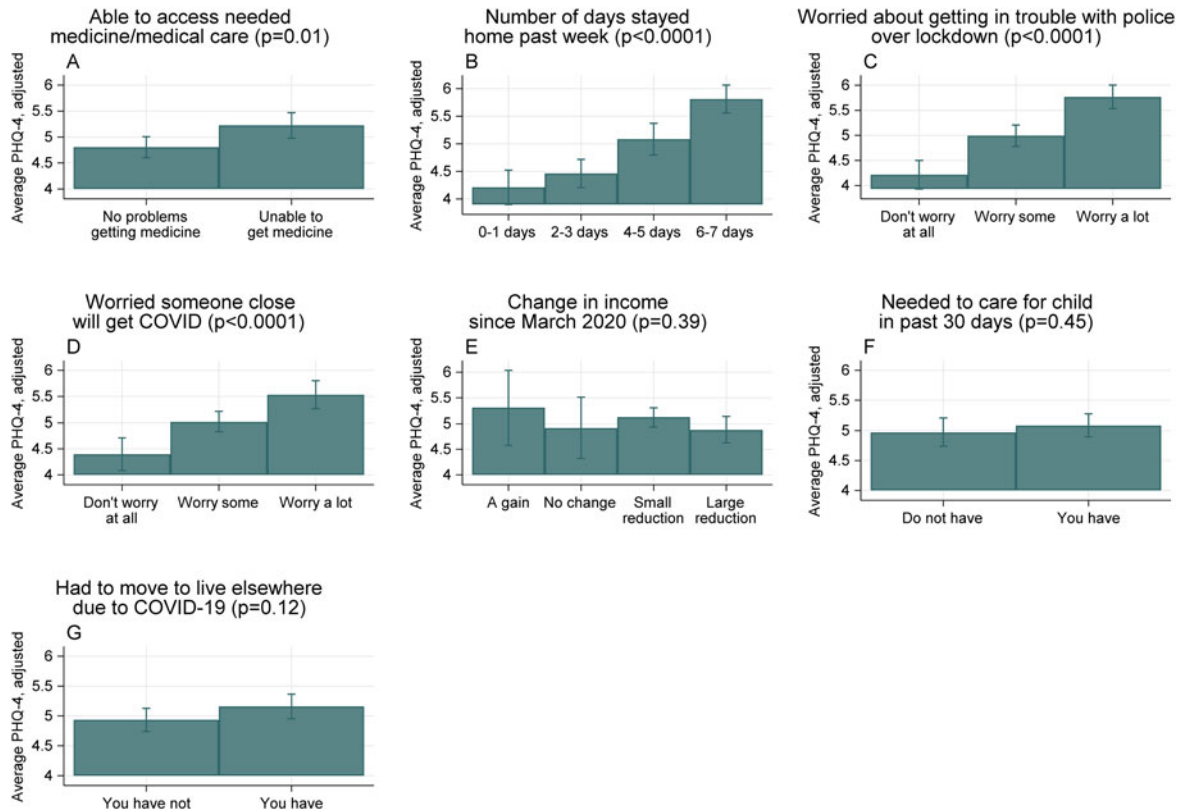 Able to access needed
medicine/medical care (p=0.01)
A
Average PHQ-4, adjusted
6
5.5
5
4.5
4
No problems
getting medicine
Unable to
get medicine
Number of days stayed
home past week (p<0.0001)
B
Average PHQ-4, adjusted
6
5.5
5
4.5
4
0-1 days
2-3 days
4-5 days
6-7 days
Worried about getting in trouble with police
over lockdown (p<0.0001)
C
Average PHQ-4, adjusted
6
5.5
5
4.5
4
Don't worry
at all
Worry some
Worry a lot
Worried someone close
will get COVID (p<0.0001)
D
Average PHQ-4, adjusted
6
5.5
5
4.5
4
Don't worry
at all
Worry some
Worry a lot
Change in income
since March 2020 (p=0.39)
E
Average PHQ-4, adjusted
6
5.5
5
4.5
4
A gain
No change
Small
reduction
Large
reduction
Needed to care for child
in past 30 days (p=0.45)
F
Average PHQ-4, adjusted
6
5.5
5
4.5
4
Do not have
You have
Had to move to live elsewhere
due to COVID-19 (p=0.12)
G
Average PHQ-4, adjusted
6
5.5
5
4.5
4
You have not
You have